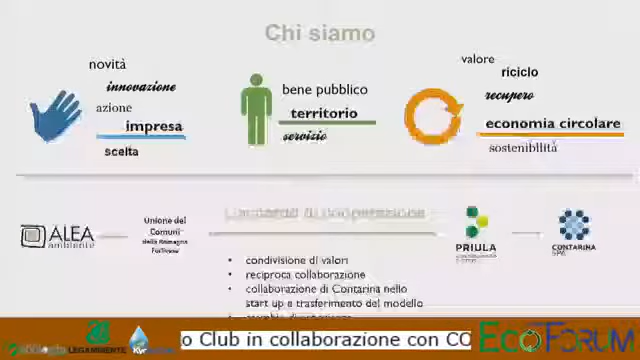 Chi siamo
novità
innovazione
azione
impresa
scelta
bene pubblico
territorio
servizio
valore
riciclo
recupero
economia circolare
sostenibilità
ALEA
ambiente
Unione dei
Comuni
della Romagna
Forlivese
di cooperazione
PRIULA
CONTARINA
SPA
• condivisione di valori
• reciproca collaborazione
• collaborazione di Contarina nello
start up e trasferimento del modello
LEGAMBIENTE
o Club in collaborazione con CO
ECOFORUM